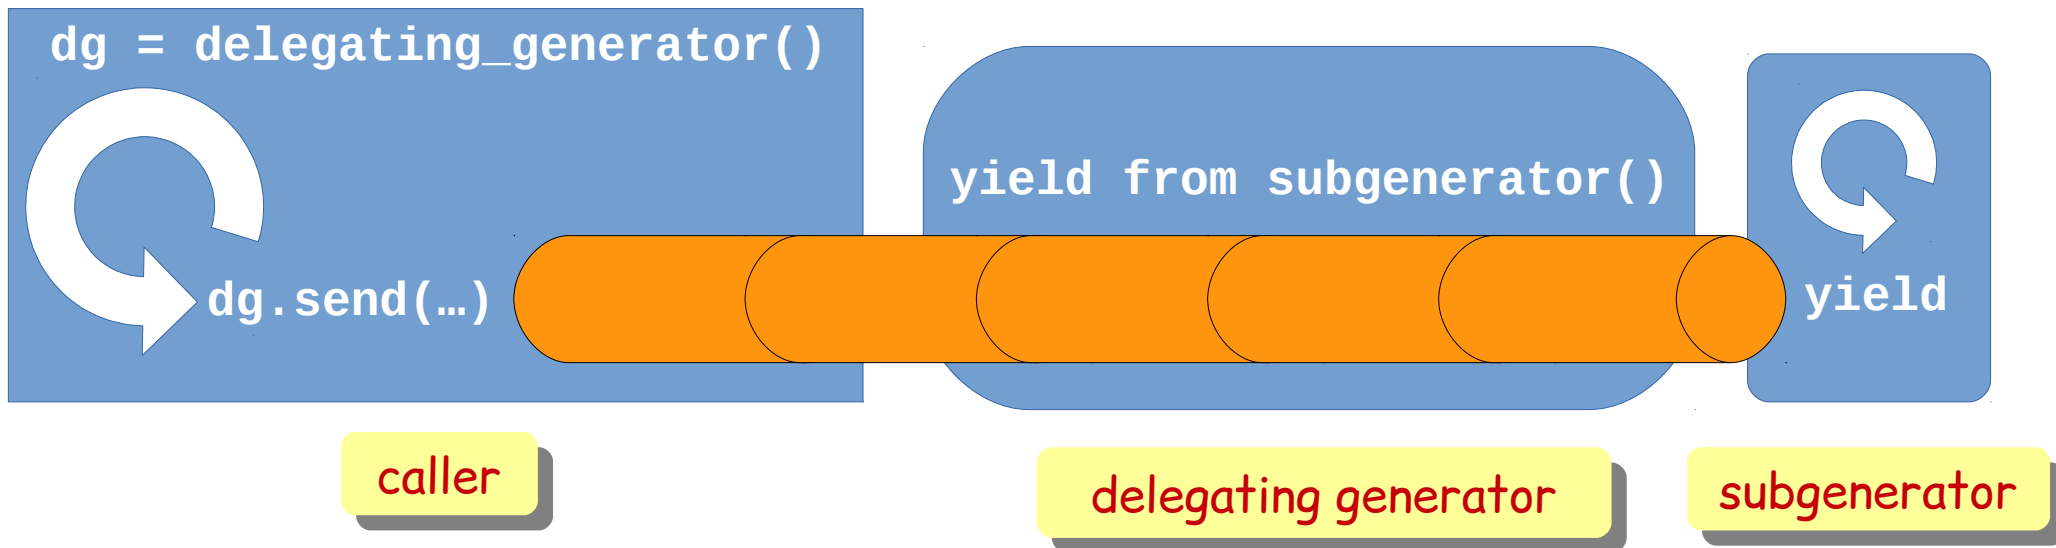 dg = delegating_generator()
yield from subgenerator()
dg.send(…)
yield
caller
delegating generator
subgenerator